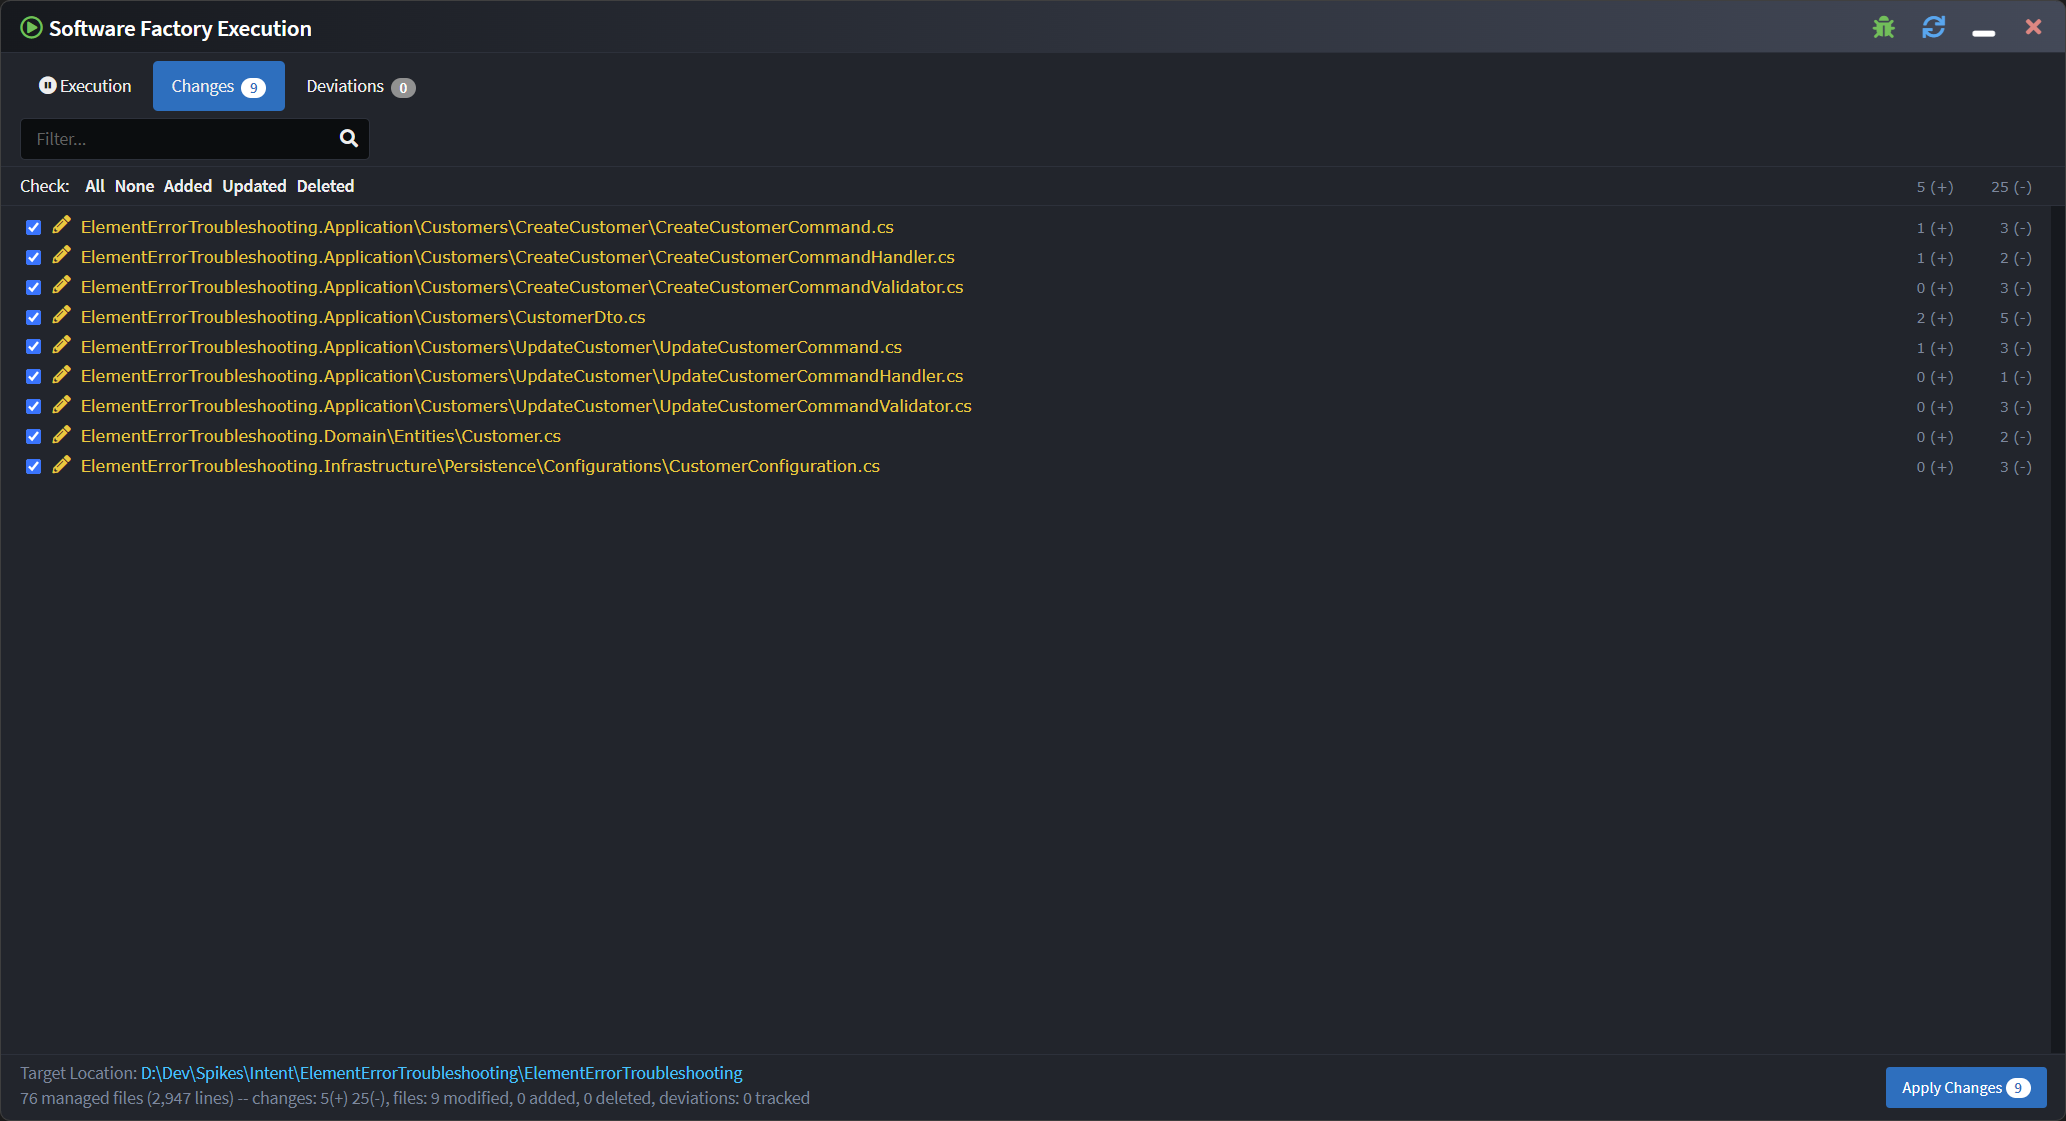 Software Factory Execution
Execution Changes 9 Deviations 0
Filter...
Check: All None Added Updated Deleted 5 (+) 25 (-)
ElementErrorTroubleshooting.Application\Customers\CreateCustomer\CreateCustomerCommand.cs 1 (+) 3 (-)
ElementErrorTroubleshooting.Application\Customers\CreateCustomer\CreateCustomerCommandHandler.cs 1 (+) 2 (-)
ElementErrorTroubleshooting.Application\Customers\CreateCustomer\CreateCustomerCommandValidator.cs 0 (+) 3 (-)
ElementErrorTroubleshooting.Application\Customers\CustomerDto.cs 2 (+) 5 (-)
ElementErrorTroubleshooting.Application\Customers\UpdateCustomer\UpdateCustomerCommand.cs 1 (+) 3 (-)
ElementErrorTroubleshooting.Application\Customers\UpdateCustomer\UpdateCustomerCommandHandler.cs 0 (+) 1 (-)
ElementErrorTroubleshooting.Application\Customers\UpdateCustomer\UpdateCustomerCommandValidator.cs 0 (+) 3 (-)
ElementErrorTroubleshooting.Domain\Entities\Customer.cs 0 (+) 2 (-)
ElementErrorTroubleshooting.Infrastructure\Persistence\Configurations\CustomerConfiguration.cs 0 (+) 3 (-)
Target Location: D:\Dev\Spikes\Intent\ElementErrorTroubleshooting\ElementErrorTroubleshooting
76 managed files (2,947 lines) -- changes: 5(+) 25(-), files: 9 modified, 0 added, 0 deleted, deviations: 0 tracked
Apply Changes 9